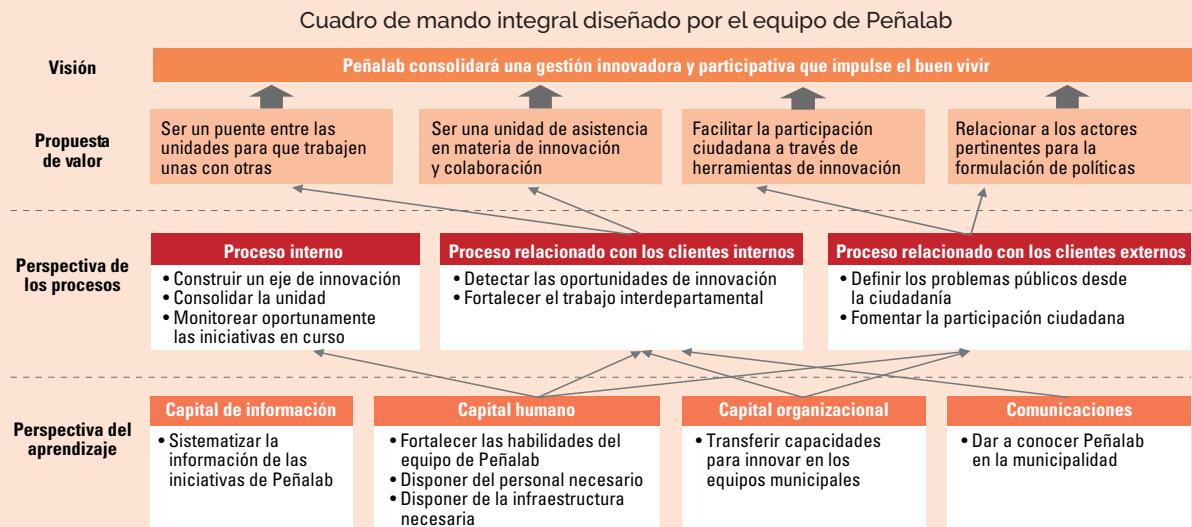 Cuadro de mando integral diseñado por el equipo de Peñalab
Visión
Peñalab consolidará una gestión innovadora y participativa que impulse el buen vivir
Propuesta
de valor
Ser un puente entre las
unidades para que trabajen
unas con otras
Ser una unidad de asistencia
en materia de innovación
y colaboración
Facilitar la participación
ciudadana a través de
herramientas de innovación
Relacionar a los actores
pertinentes para la
formulación de políticas
Perspectiva de
los procesos
Proceso interno
• Construir un eje de innovación
• Consolidar la unidad
• Monitorear oportunamente
las iniciativas en curso
Proceso relacionado con los clientes internos
• Detectar las oportunidades de innovación
• Fortalecer el trabajo interdepartamental
Proceso relacionado con los clientes externos
• Definir los problemas públicos desde
la ciudadanía
• Fomentar la participación ciudadana
Perspectiva del
aprendizaje
Capital de información
• Sistematizar la
información de las
iniciativas de Peñalab
Capital humano
• Fortalecer las habilidades del
equipo de Peñalab
• Disponer del personal necesario
• Disponer de la infraestructura
necesaria
Capital organizacional
• Transferir capacidades
para innovar en los
equipos municipales
Comunicaciones
• Dar a conocer Peñalab
en la municipalidad